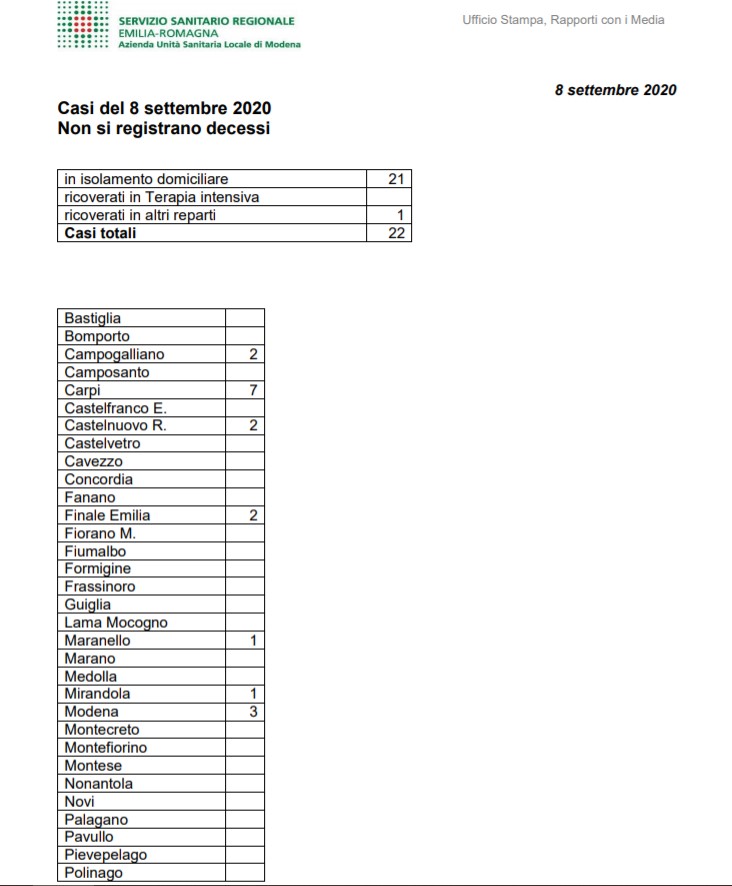 SERVIZIO SANITARIO REGIONALE
EMILIA-ROMAGNA
Azienda Unità Sanitaria Locale di Modena
Ufficio Stampa, Rapporti con i Media
8 settembre 2020
Casi del 8 settembre 2020
Non si registrano decessi
in isolamento domiciliare 21
ricoverati in Terapia intensiva
ricoverati in altri reparti 1
Casi totali 22
Bastiglia
Bomporto
Campogalliano 2
Camposanto
Carpi 7
Castelfranco E.
Castelnuovo R. 2
Castelvetro
Cavezzo
Concordia
Fanano
Finale Emilia 2
Fiorano M.
Fiumalbo
Formigine
Frassinoro
Guiglia
Lama Mocogno
Maranello 1
Marano
Medolla
Mirandola 1
Modena 3
Montecreto
Montefiorino
Montese
Nonantola
Novi
Palagano
Pavullo
Pievepelago
Polinago